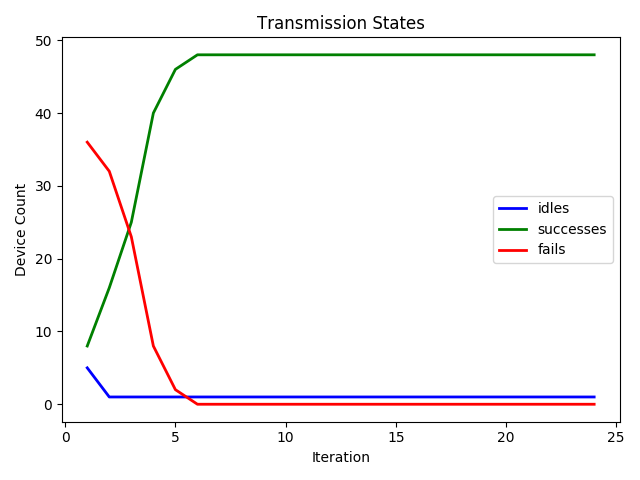 Transmission States
Device Count
50
40
30
20
10
0
idles
successes
fails
0 5 10 15 20 25
Iteration